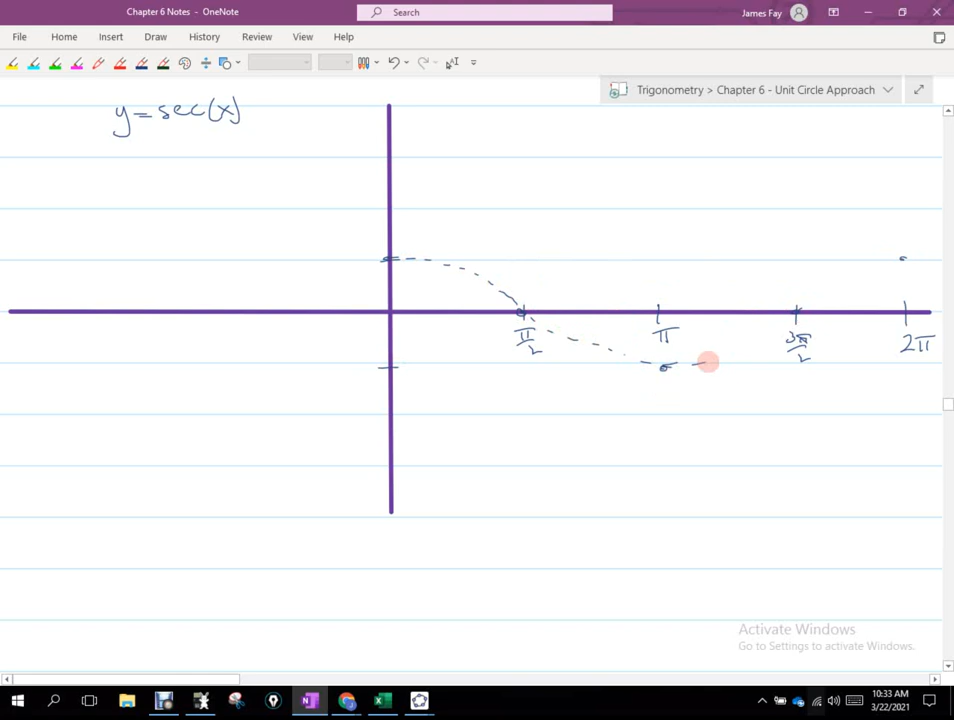 Chapter 6 Notes - OneNote
Search
James Fay
File Home Insert Draw History Review View Help
Trigonometry > Chapter 6 - Unit Circle Approach
y = sec(x)
π/2 π 3π/2 2π
Activate Windows
Go to Settings to activate Windows.
10:33 AM
3/22/2021